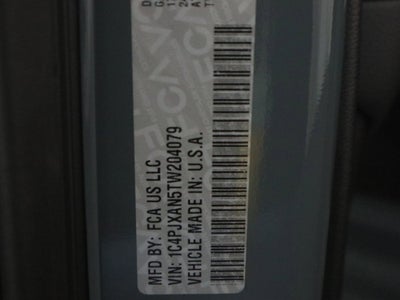 MFD BY: FCA US LLC
VIN: 1C4PJXAN5TW204079
VEHICLE MADE IN: U.S.A.